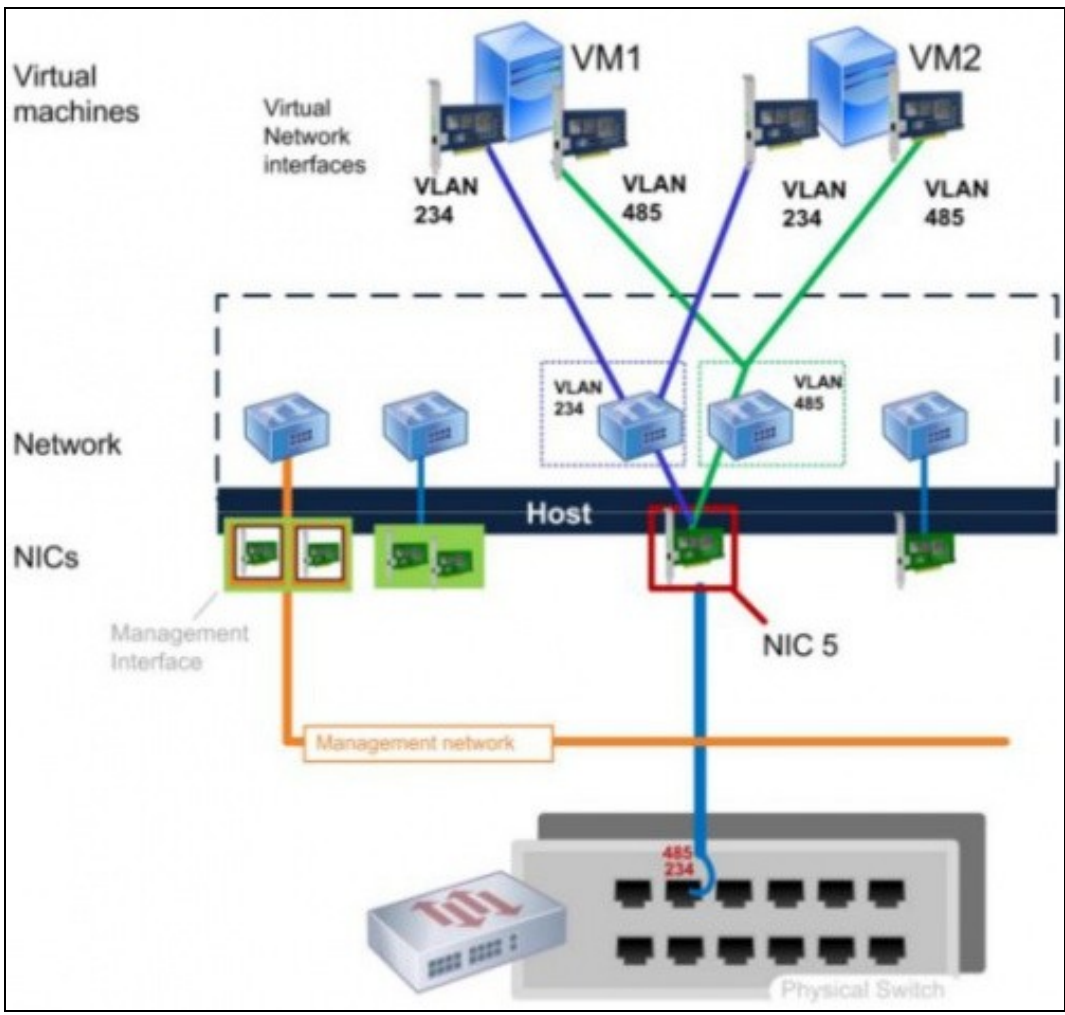 Virtual
machines
Virtual
Network
interfaces
VM1
VM2
VLAN
234
VLAN
485
VLAN
234
VLAN
485
VLAN
234
VLAN
485
Network
Host
NICs
Management
Interface
NIC 5
Management network
485
234
Physical Switch